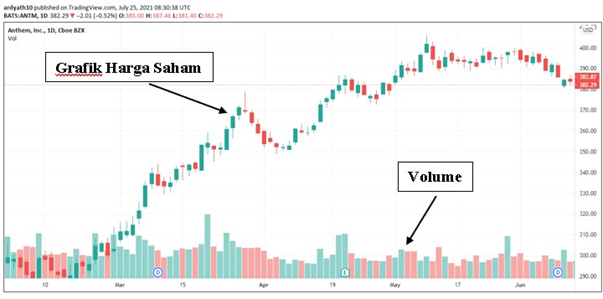 ardyath10 published on TradingView.com, July 25, 2021 08:30:38 UTC
BATS:ANTM, 1D 382.29 ▼ −2.01 (−0.52%) O:385.00 H:387.46 L:381.40 C:382.29
Anthem, Inc., 1D, Cboe BZX
Vol
USD
Grafik Harga Saham
Volume
400.00
390.00
383.87
382.29
370.00
360.00
350.00
340.00
330.00
320.00
310.00
300.00
290.00
D
E
D
10
Mar
15
Apr
19
May
17
Jun